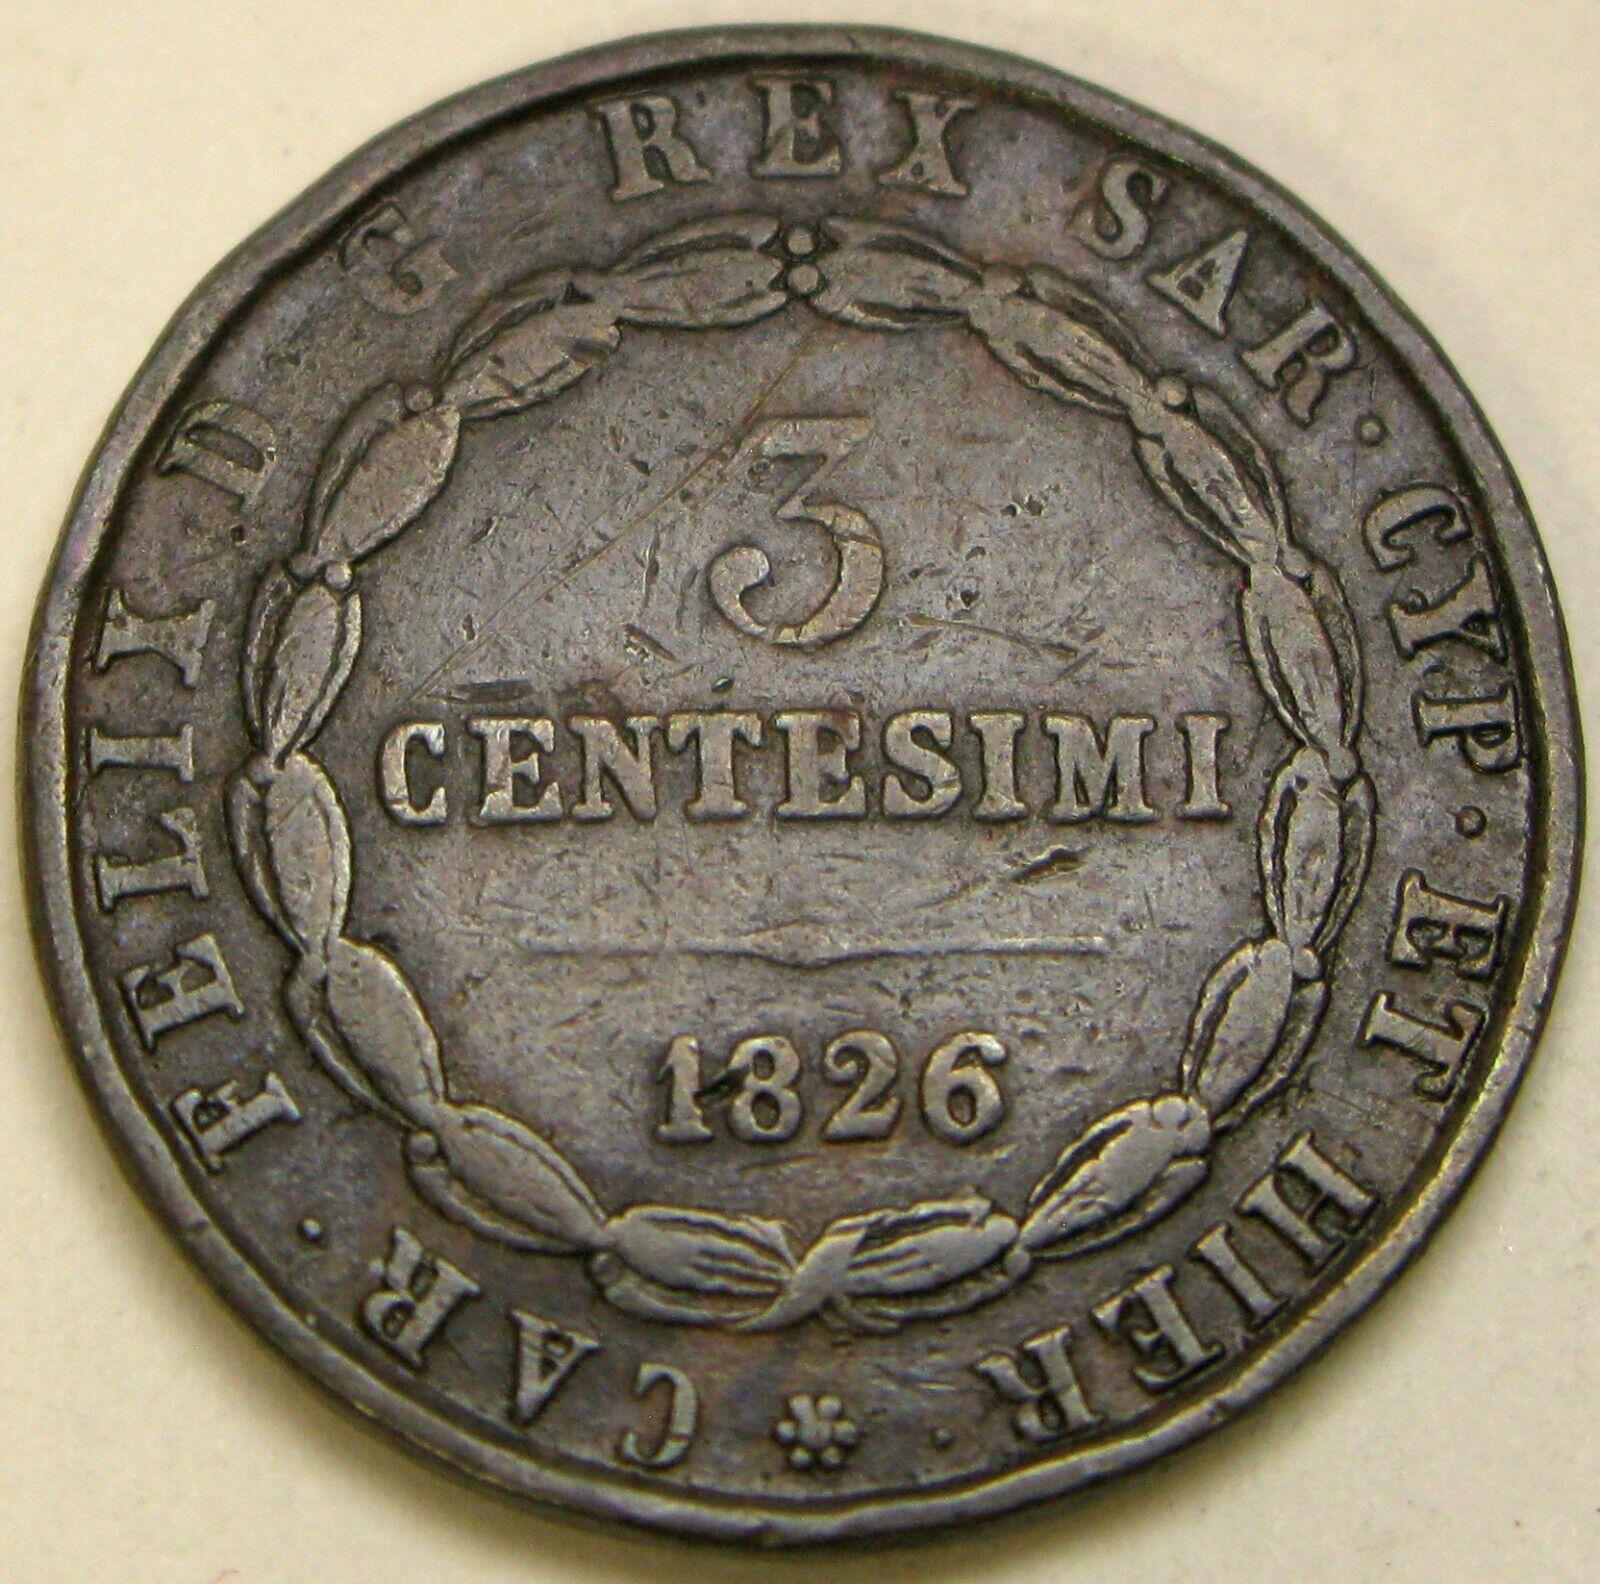 CAR · FELIX D G REX SAR · CYP · ET HIER ·
3
CENTESIMI
1826